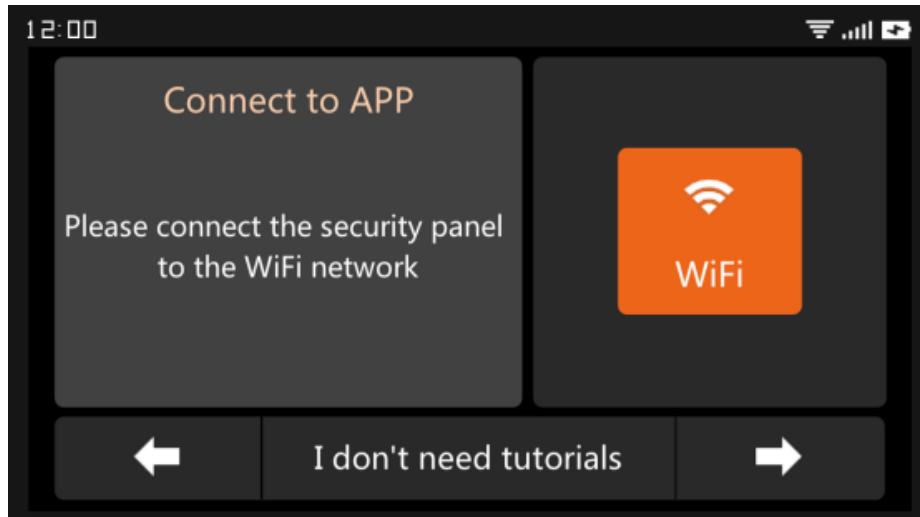 12:00
Connect to APP
Please connect the security panel
to the WiFi network
WiFi
I don't need tutorials